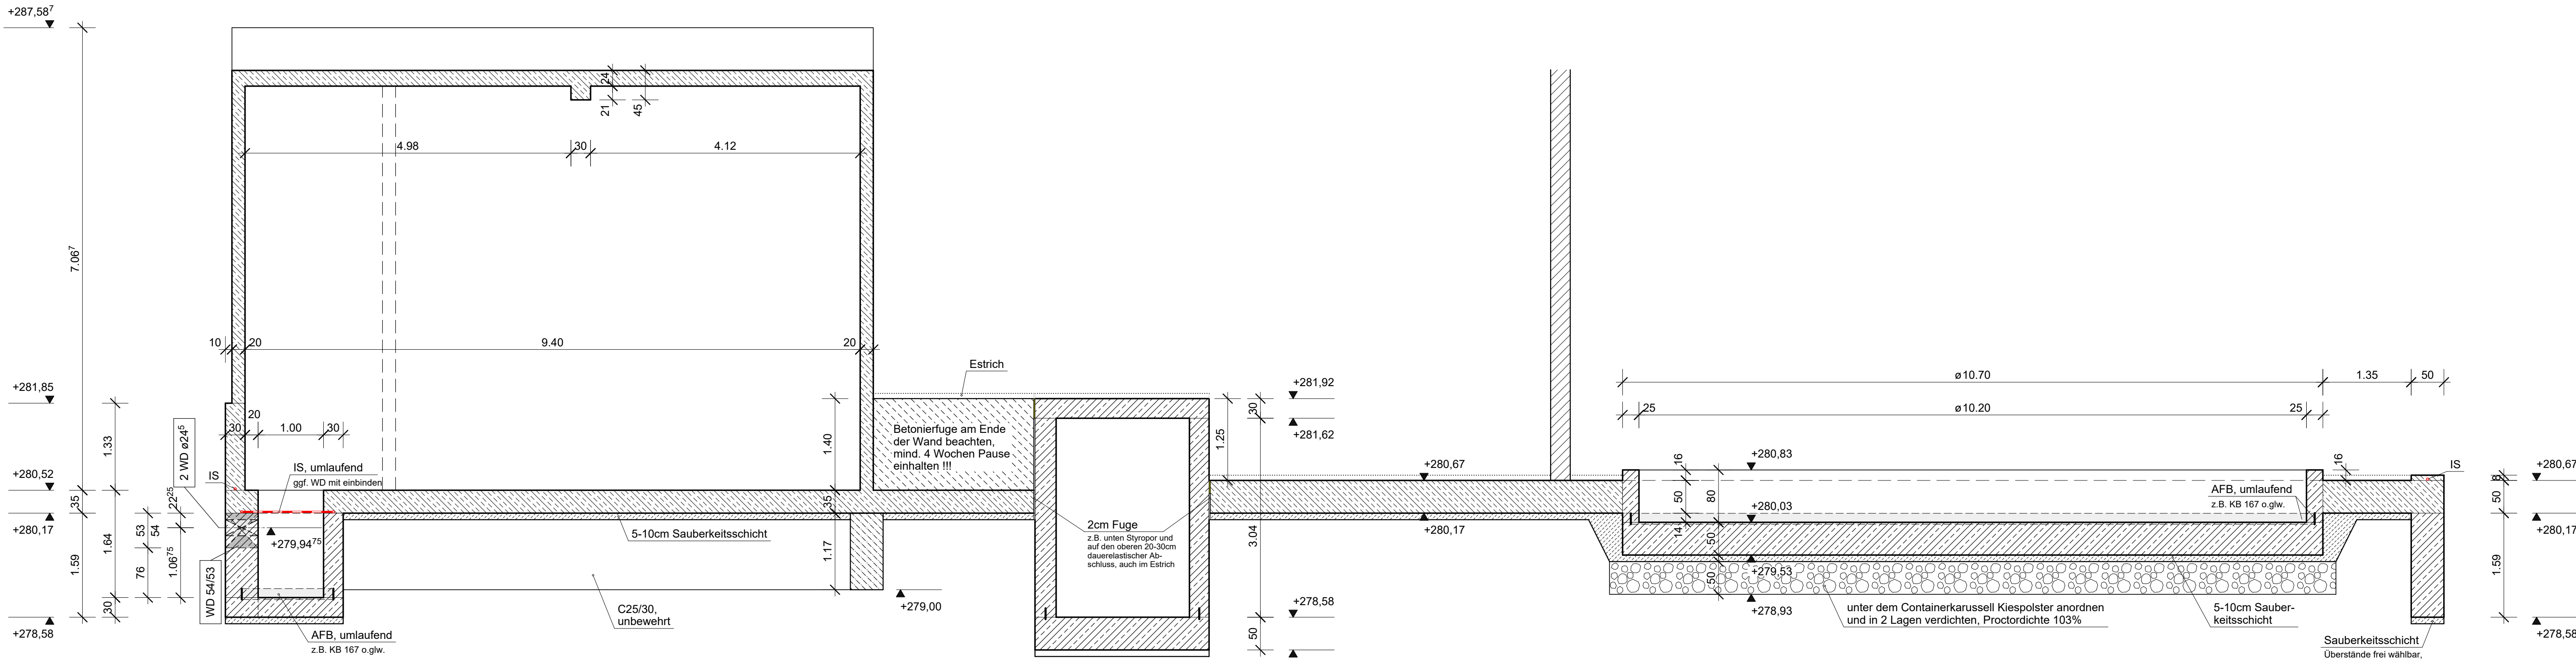 +287,58⁷
7.06⁷
24
21
45
4.98
30
4.12
10
20
9.40
20
Estrich
+281,85
+281,92
30
+281,62
1.25
ø10.70
1.35
50
25
ø10.20
25
2 WD ø24⁵
1.33
20
30
1.00
30
1.40
Betonierfuge am Ende
der Wand beachten,
mind. 4 Wochen Pause
einhalten !!!
IS
IS, umlaufend
ggf. WD mit einbinden
+280,52
35
+280,17
22²⁵
53
54
1.64
1.59
76
1.06⁷⁵
30
+278,58
WD 54/53
+279,94⁷⁵
35
1.17
5-10cm Sauberkeitsschicht
+279,00
C25/30,
unbewehrt
AFB, umlaufend
z.B. KB 167 o.glw.
2cm Fuge
z.B. unten Styropor und
auf den oberen 20-30cm
dauerelastischer Ab-
schluss, auch im Estrich
3.04
+278,58
50
+280,67
+280,17
16
50
14
80
50
50
+280,83
+280,03
+279,53
+278,93
16
AFB, umlaufend
z.B. KB 167 o.glw.
IS
8
50
1.59
+280,67
+280,17
+278,58
unter dem Containerkarussell Kiespolster anordnen
und in 2 Lagen verdichten, Proctordichte 103%
5-10cm Sauber-
keitsschicht
Sauberkeitsschicht
Überstände frei wählbar,